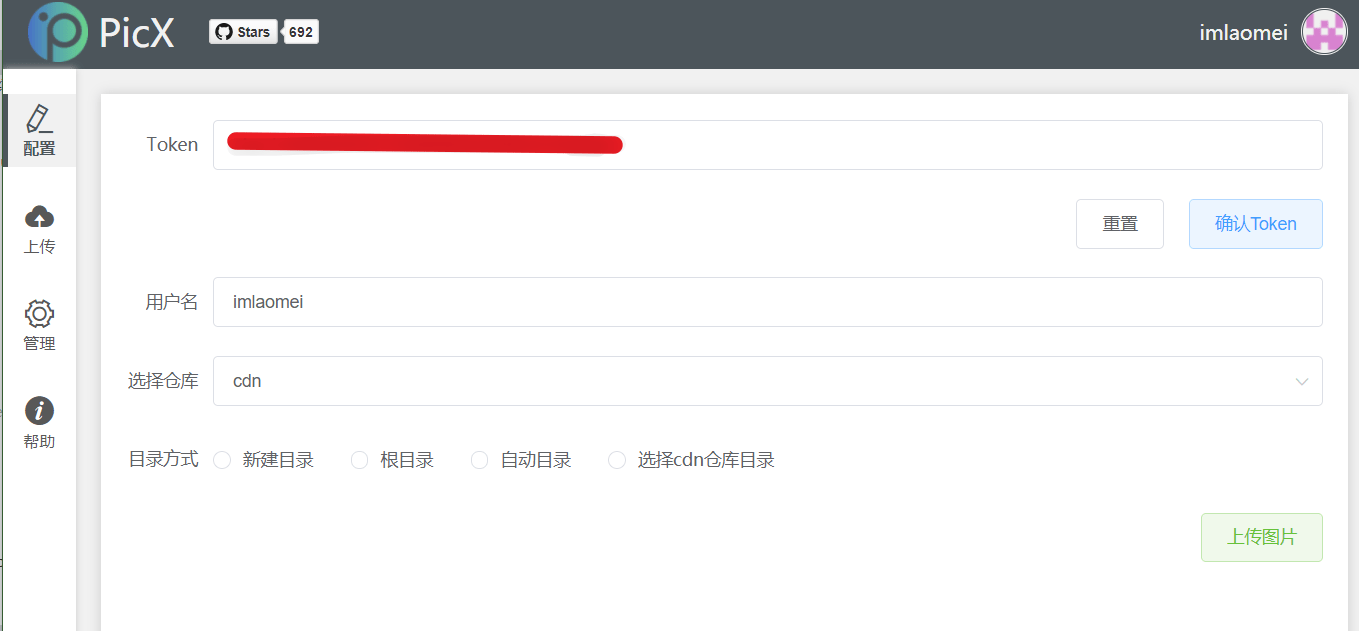 PicX
Stars 692
imlaomei
配置
上传
管理
帮助
Token
重置 确认Token
用户名 imlaomei
选择仓库 cdn
目录方式 新建目录 根目录 自动目录 选择cdn仓库目录
上传图片